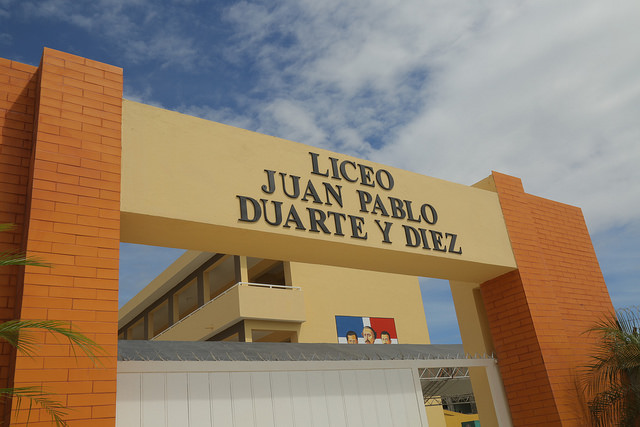 LICEO
JUAN PABLO
DUARTE Y DIEZ